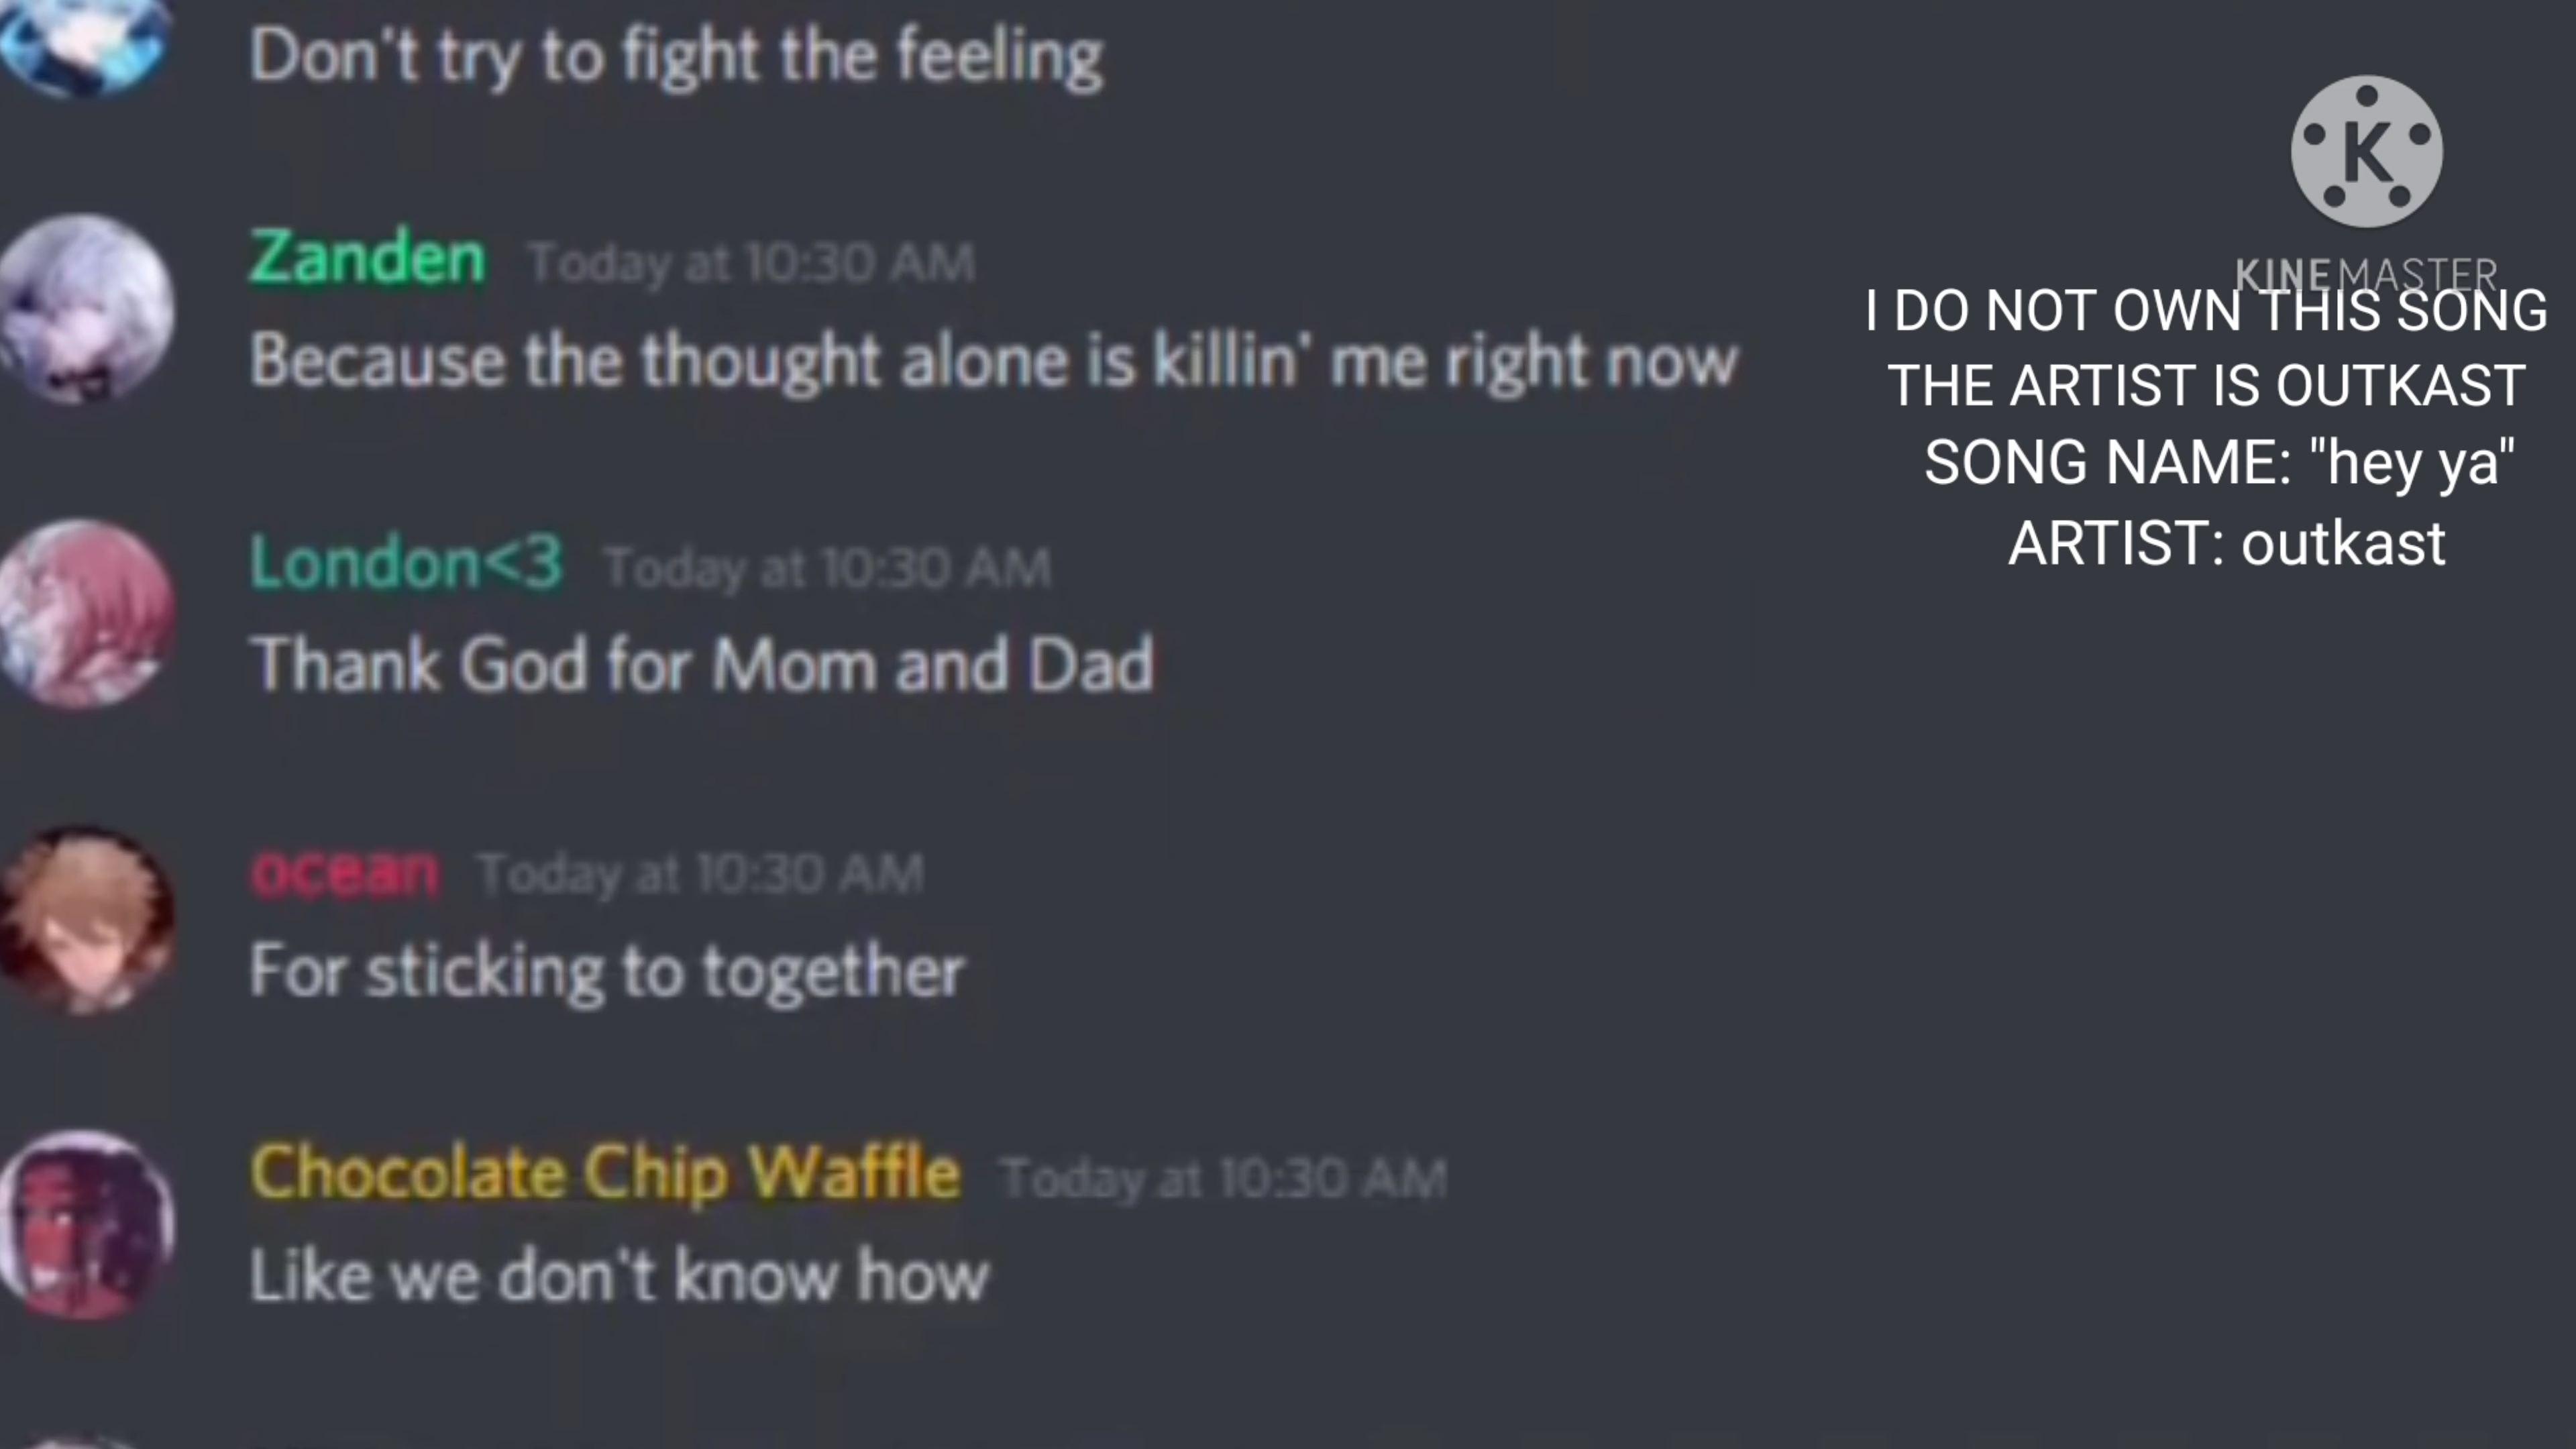 Don't try to fight the feeling
Zanden Today at 10:30 AM
Because the thought alone is killin' me right now
London<3 Today at 10:30 AM
Thank God for Mom and Dad
ocean Today at 10:30 AM
For sticking to together
Chocolate Chip Waffle Today at 10:30 AM
Like we don't know how
K
KINEMASTER
I DO NOT OWN THIS SONG
THE ARTIST IS OUTKAST
SONG NAME: "hey ya"
ARTIST: outkast